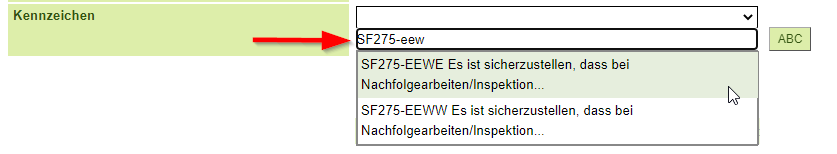 Kennzeichen
SF275-eew
ABC
SF275-EEWE Es ist sicherzustellen, dass bei
Nachfolgearbeiten/Inspektion...
SF275-EEWW Es ist sicherzustellen, dass bei
Nachfolgearbeiten/Inspektion...